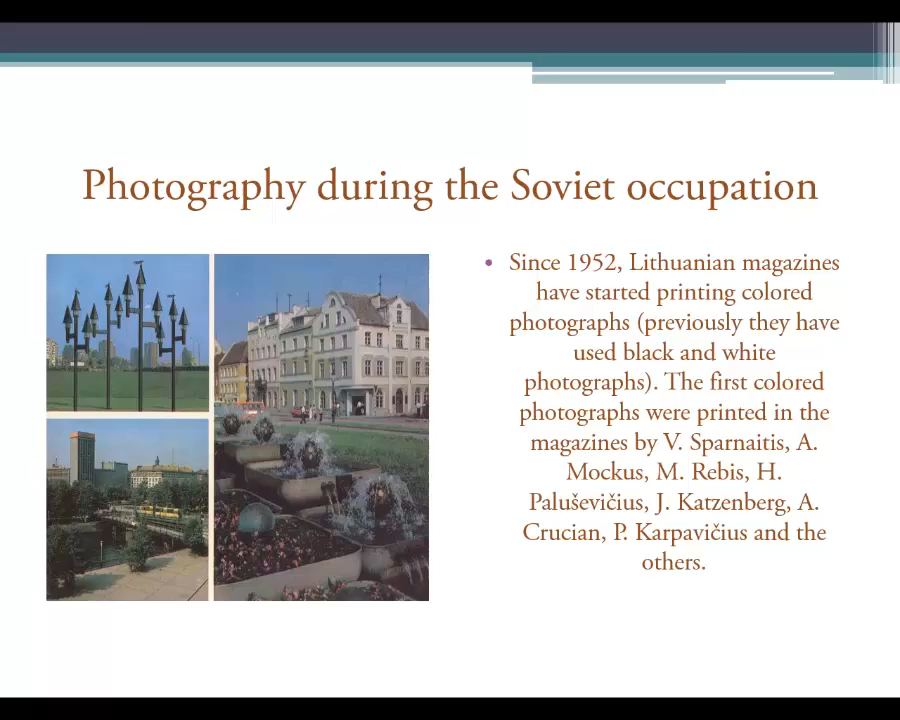 Photography during the Soviet occupation
• Since 1952, Lithuanian magazines
have started printing colored
photographs (previously they have
used black and white
photographs). The first colored
photographs were printed in the
magazines by V. Sparnaitis, A.
Mockus, M. Rebis, H.
Paluševičius, J. Katzenberg, A.
Crucian, P. Karpavičius and the
others.